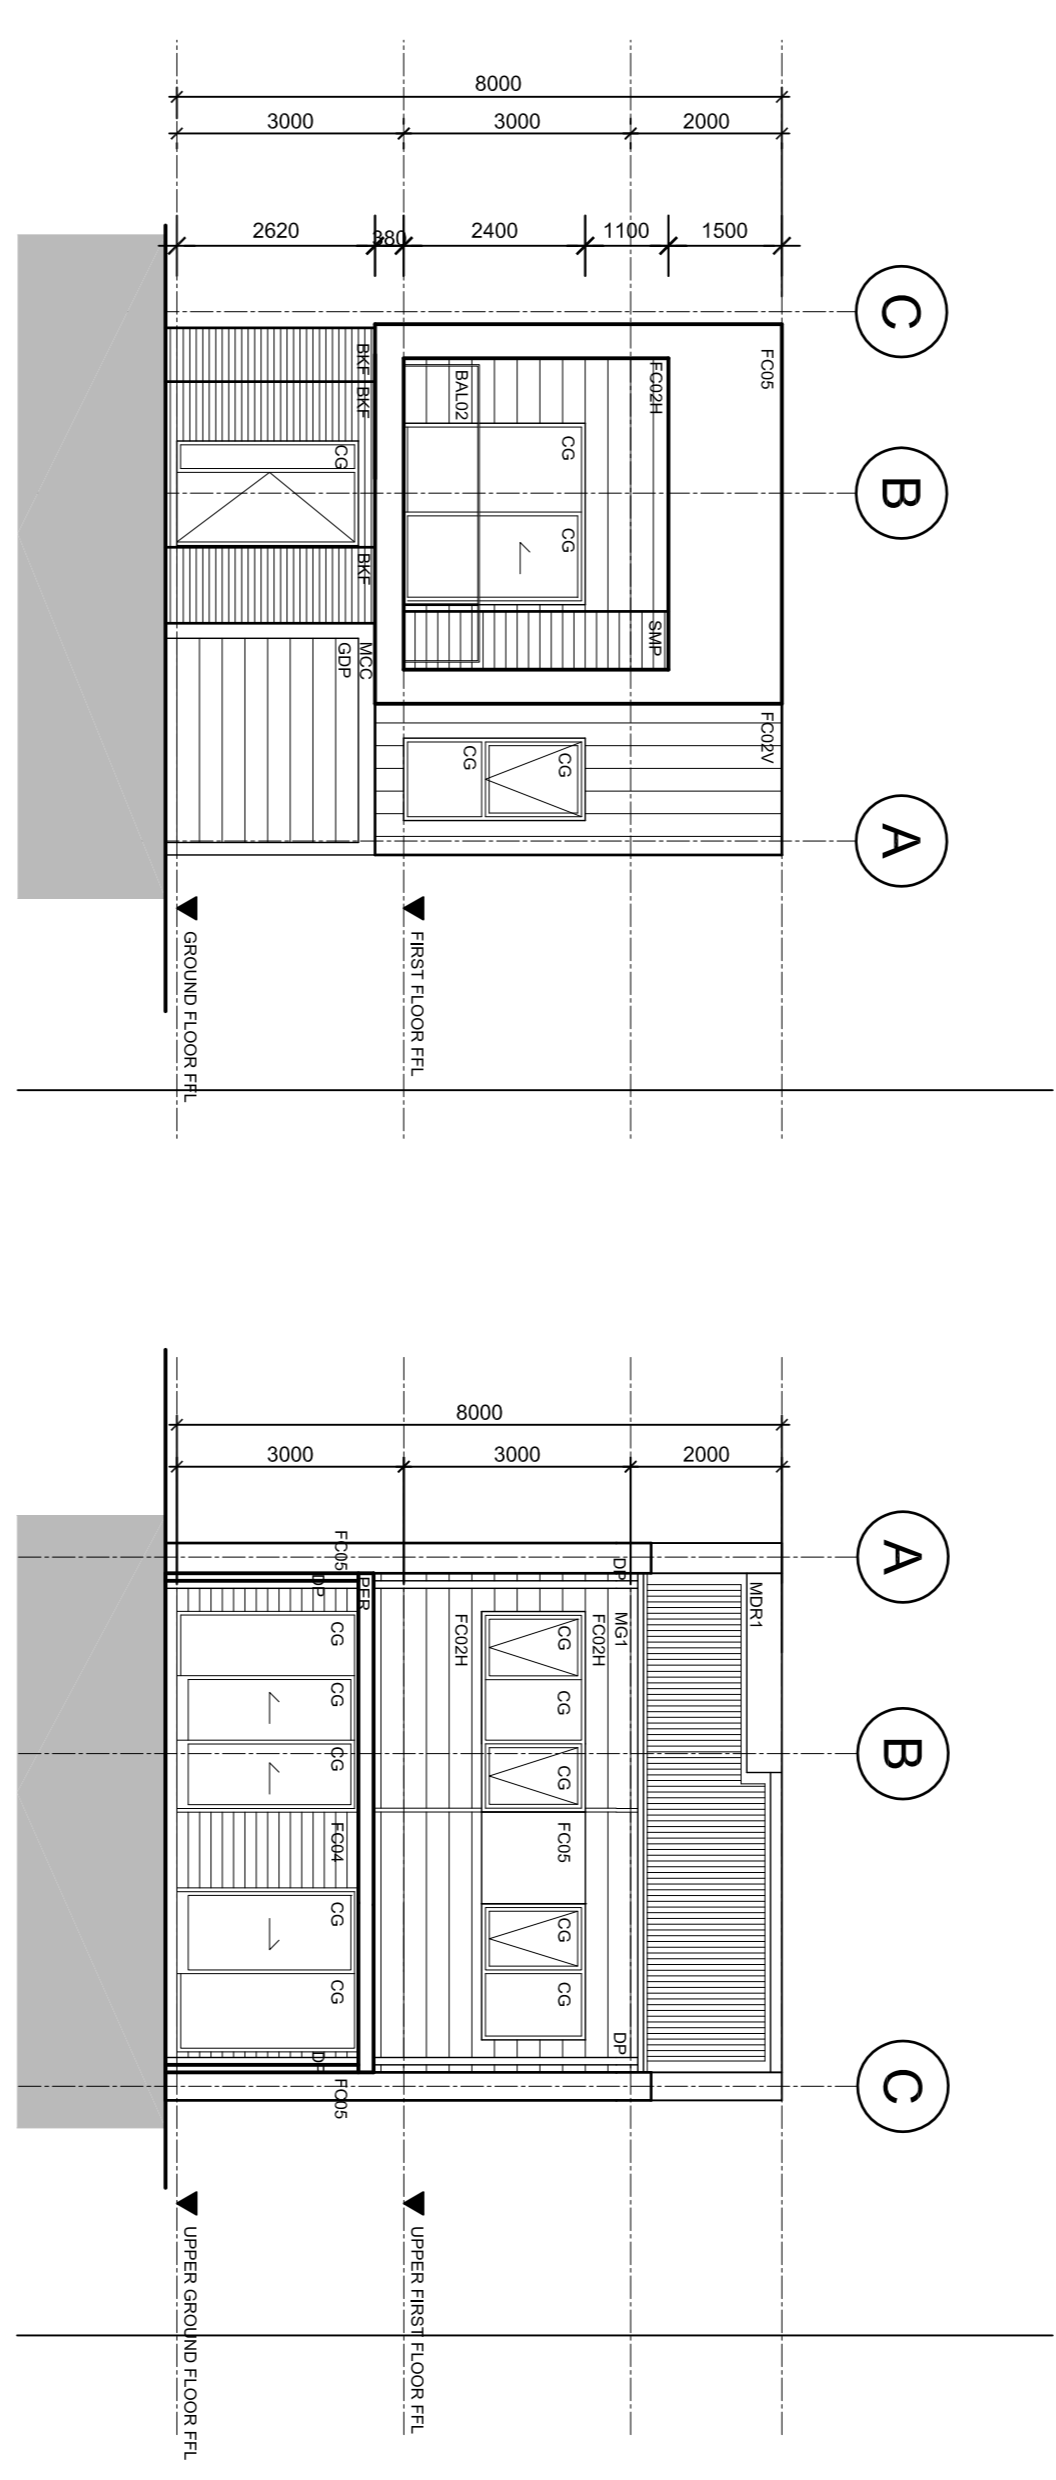 8000
3000 3000 2000
2620 380 2400 1100 1500
C
FC05
BKF
FC02H
BAL02
BKF
CG
CG
B
CG
BKF
SMP
MCC
GDP
FC02V
CG
CG
A
GROUND FLOOR FFL
FIRST FLOOR FFL
8000
3000 3000 2000
A
FC05
DP
DP
PER
MDR1
MG1
FC02H
FC02H
CG
CG
CG
CG
B
CG
CG
FC04
FC05
CG
CG
CG
CG
DP
DP
FC05
C
UPPER GROUND FLOOR FFL
UPPER FIRST FLOOR FFL